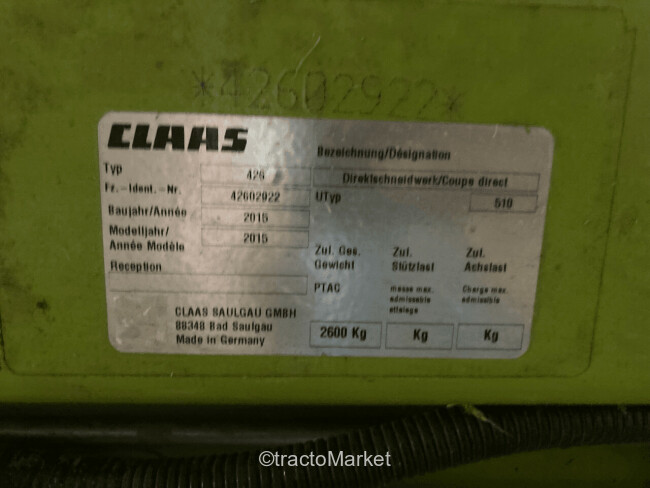 *42602922*
CLAAS
Bezeichnung/Désignation
Typ 426 Direktschneidwerk/Coupe direct
Fz.-Ident.-Nr. 42602922 UTyp 510
Baujahr/Année 2015
Modelljahr/
Année Modèle 2015
Zul. Ges. Gewicht
Zul. Stützlast
Zul. Achslast
Reception
PTAC
masse max. admissable attelage
Charge max. admissible
CLAAS SAULGAU GMBH
88348 Bad Saulgau
Made in Germany
2600 Kg Kg Kg
©tractoMarket